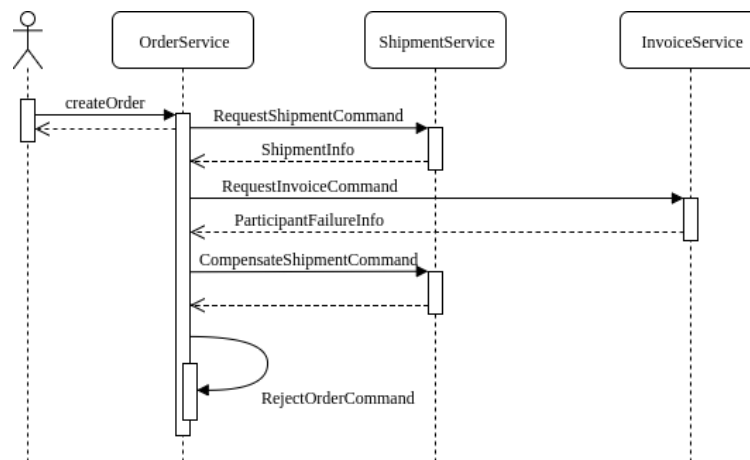 OrderService
ShipmentService
InvoiceService
createOrder
RequestShipmentCommand
ShipmentInfo
RequestInvoiceCommand
ParticipantFailureInfo
CompensateShipmentCommand
RejectOrderCommand